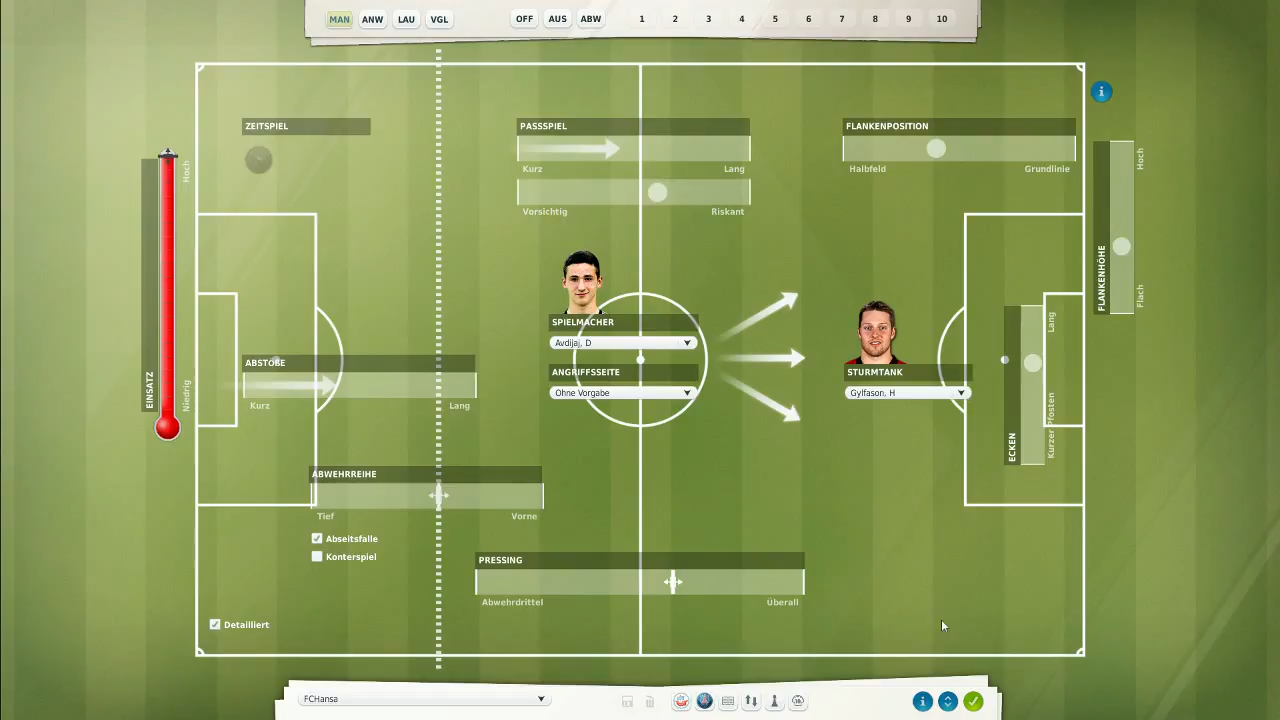 MAN ANW LAU VGL OFF AUS ABW 1 2 3 4 5 6 7 8 9 10
ZEITSPIEL
PASSSPIEL
Kurz Lang
Vorsichtig Riskant
FLANKENPOSITION
Halbfeld Grundlinie
Hoch
FLANKENHÖHE
Flach
Hoch
EINSATZ
Niedrig
SPIELMACHER
Avdijaj, D
ANGRIFFSSEITE
Ohne Vorgabe
STURMTANK
Gylfason, H
ABSTÖßE
Kurz Lang
Lang
ECKEN
Kurzer Pfosten
ABWEHRREIHE
Tief Vorne
Abseitsfalle
Konterspiel
PRESSING
Abwehrdrittel Überall
Detailliert
FCHansa